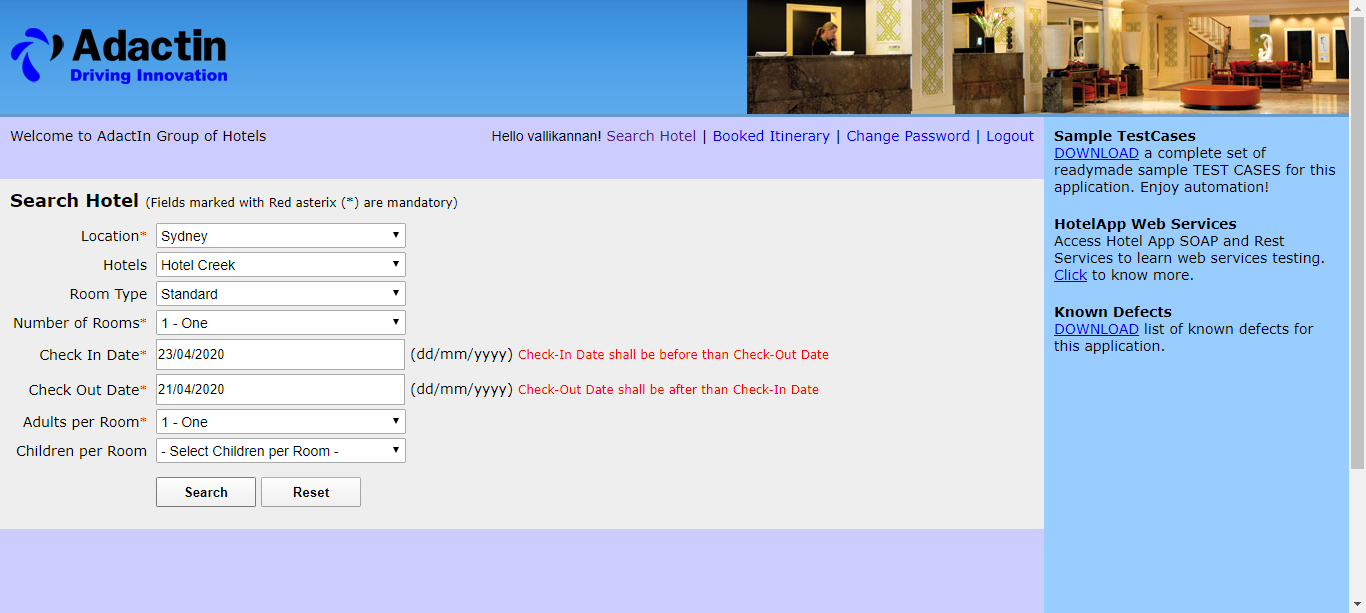 Adactin
Driving Innovation
Welcome to AdactIn Group of Hotels
Hello vallikannan! Search Hotel | Booked Itinerary | Change Password | Logout
Search Hotel (Fields marked with Red asterix (*) are mandatory)
Location* Sydney
Hotels Hotel Creek
Room Type Standard
Number of Rooms* 1 - One
Check In Date* 23/04/2020 (dd/mm/yyyy) Check-In Date shall be before than Check-Out Date
Check Out Date* 21/04/2020 (dd/mm/yyyy) Check-Out Date shall be after than Check-In Date
Adults per Room* 1 - One
Children per Room - Select Children per Room -
Search Reset
Sample TestCases
DOWNLOAD a complete set of
readymade sample TEST CASES for this
application. Enjoy automation!
HotelApp Web Services
Access Hotel App SOAP and Rest
Services to learn web services testing.
Click to know more.
Known Defects
DOWNLOAD list of known defects for
this application.